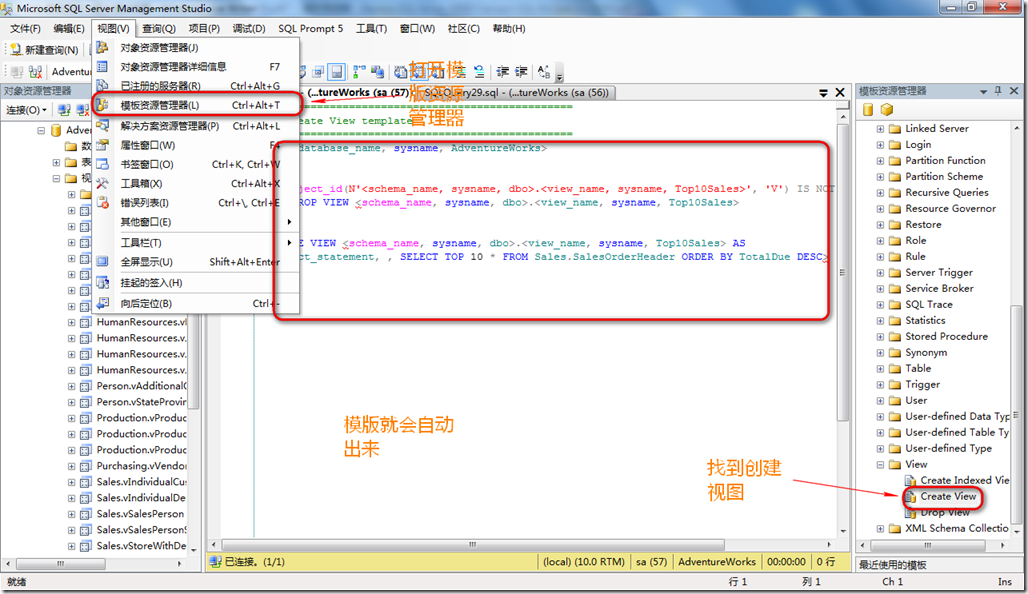 Microsoft SQL Server Management Studio
文件(F) 编辑(E) 视图(V) 查询(Q) 项目(P) 调试(D) SQL Prompt 5 工具(T) 窗口(W) 社区(C) 帮助(H)
新建查询(N)
Adventu
对象资源管理器
连接(O)
Adve
数
表
视
对象资源管理器(J)
对象资源管理器详细信息 F7
已注册的服务器(R) Ctrl+Alt+G
模板资源管理器(L) Ctrl+Alt+T
解决方案资源管理器(P) Ctrl+Alt+L
属性窗口(W) F4
书签窗口(O) Ctrl+K, Ctrl+W
工具箱(X) Ctrl+Alt+X
错误列表(I) Ctrl+\, Ctrl+E
其他窗口(E)
工具栏(T)
全屏显示(U) Shift+Alt+Enter
挂起的签入(H)
向后定位(B) Ctrl+-
HumanResources.vI
HumanResources.v.
HumanResources.v.
HumanResources.v.
Person.vAdditionalC
Person.vStateProvir
Production.vProduc
Production.vProduc
Production.vProduc
Purchasing.vVendor
Sales.vIndividualCus
Sales.vIndividualDe
Sales.vSalesPerson
Sales.vSalesPersonS
Sales.vStoreWithDe
打开模
版资源
管理器
(...tureWorks (sa (57)) SQLQuery29.sql - (...tureWorks (sa (56))
eate View template
database_name, sysname, AdventureWorks>
ject_id(N'<schema_name, sysname, dbo>.<view_name, sysname, Top10Sales>', 'V') IS NOT
ROP VIEW <schema_name, sysname, dbo>.<view_name, sysname, Top10Sales>
E VIEW <schema_name, sysname, dbo>.<view_name, sysname, Top10Sales> AS
ct_statement, , SELECT TOP 10 * FROM Sales.SalesOrderHeader ORDER BY TotalDue DESC>
模版就会自动
出来
找到创建
视图
模板资源管理器
Linked Server
Login
Partition Function
Partition Scheme
Recursive Queries
Resource Governor
Restore
Role
Rule
Server Trigger
Service Broker
SQL Trace
Statistics
Stored Procedure
Synonym
Table
Trigger
User
User-defined Data Typ
User-defined Table Ty
User-defined Type
View
Create Indexed Vie
Create View
Drop View
XML Schema Collectio
最近使用的模板
已连接。(1/1) (local) (10.0 RTM) sa (57) AdventureWorks 00:00:00 0 行
就绪 行 1 列 1 Ch 1 Ins